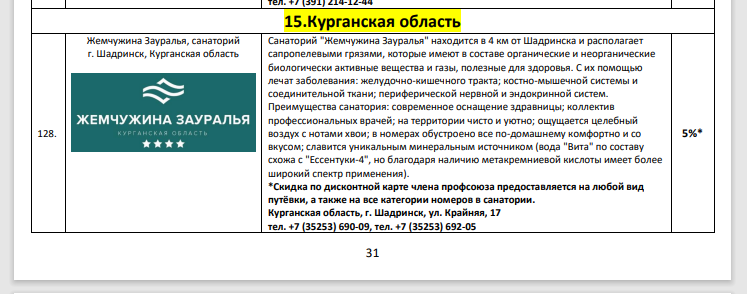 тел. +7 (391) 214-12-44
15.Курганская область
128.
Жемчужина Зауралья, санаторий
г. Шадринск, Курганская область
ЖЕМЧУЖИНА ЗАУРАЛЬЯ
КУРГАНСКАЯ ОБЛАСТЬ
Санаторий "Жемчужина Зауралья" находится в 4 км от Шадринска и располагает
сапропелевыми грязями, которые имеют в составе органические и неорганические
биологически активные вещества и газы, полезные для здоровья. С их помощью
лечат заболевания: желудочно-кишечного тракта; костно-мышечной системы и
соединительной ткани; периферической нервной и эндокринной систем.
Преимущества санатория: современное оснащение здравницы; коллектив
профессиональных врачей; на территории чисто и уютно; ощущается целебный
воздух с нотами хвои; в номерах обустроено все по-домашнему комфортно и со
вкусом; славится уникальным минеральным источником (вода "Вита" по составу
схожа с "Ессентуки-4", но благодаря наличию метакремниевой кислоты имеет более
широкий спектр применения).
*Скидка по дисконтной карте члена профсоюза предоставляется на любой вид
путёвки, а также на все категории номеров в санатории.
Курганская область, г. Шадринск, ул. Крайняя, 17
тел. +7 (35253) 690-09, тел. +7 (35253) 692-05
5%*
31